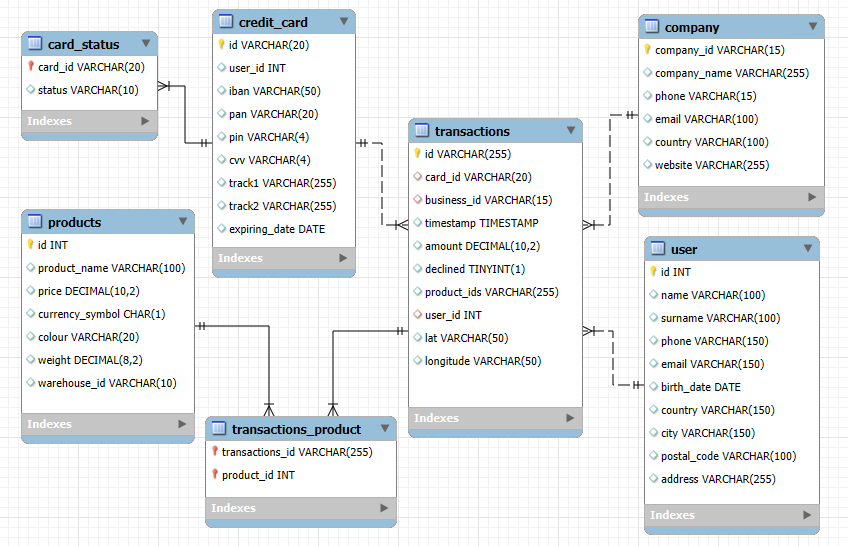 card_status
card_id VARCHAR(20)
status VARCHAR(10)
Indexes
credit_card
id VARCHAR(20)
user_id INT
iban VARCHAR(50)
pan VARCHAR(20)
pin VARCHAR(4)
cvv VARCHAR(4)
track1 VARCHAR(255)
track2 VARCHAR(255)
expiring_date DATE
Indexes
company
company_id VARCHAR(15)
company_name VARCHAR(255)
phone VARCHAR(15)
email VARCHAR(100)
country VARCHAR(100)
website VARCHAR(255)
Indexes
transactions
id VARCHAR(255)
card_id VARCHAR(20)
business_id VARCHAR(15)
timestamp TIMESTAMP
amount DECIMAL(10,2)
declined TINYINT(1)
product_ids VARCHAR(255)
user_id INT
lat VARCHAR(50)
longitude VARCHAR(50)
Indexes
products
id INT
product_name VARCHAR(100)
price DECIMAL(10,2)
currency_symbol CHAR(1)
colour VARCHAR(20)
weight DECIMAL(8,2)
warehouse_id VARCHAR(10)
Indexes
user
id INT
name VARCHAR(100)
surname VARCHAR(100)
phone VARCHAR(150)
email VARCHAR(150)
birth_date DATE
country VARCHAR(150)
city VARCHAR(150)
postal_code VARCHAR(100)
address VARCHAR(255)
Indexes
transactions_product
transactions_id VARCHAR(255)
product_id INT
Indexes